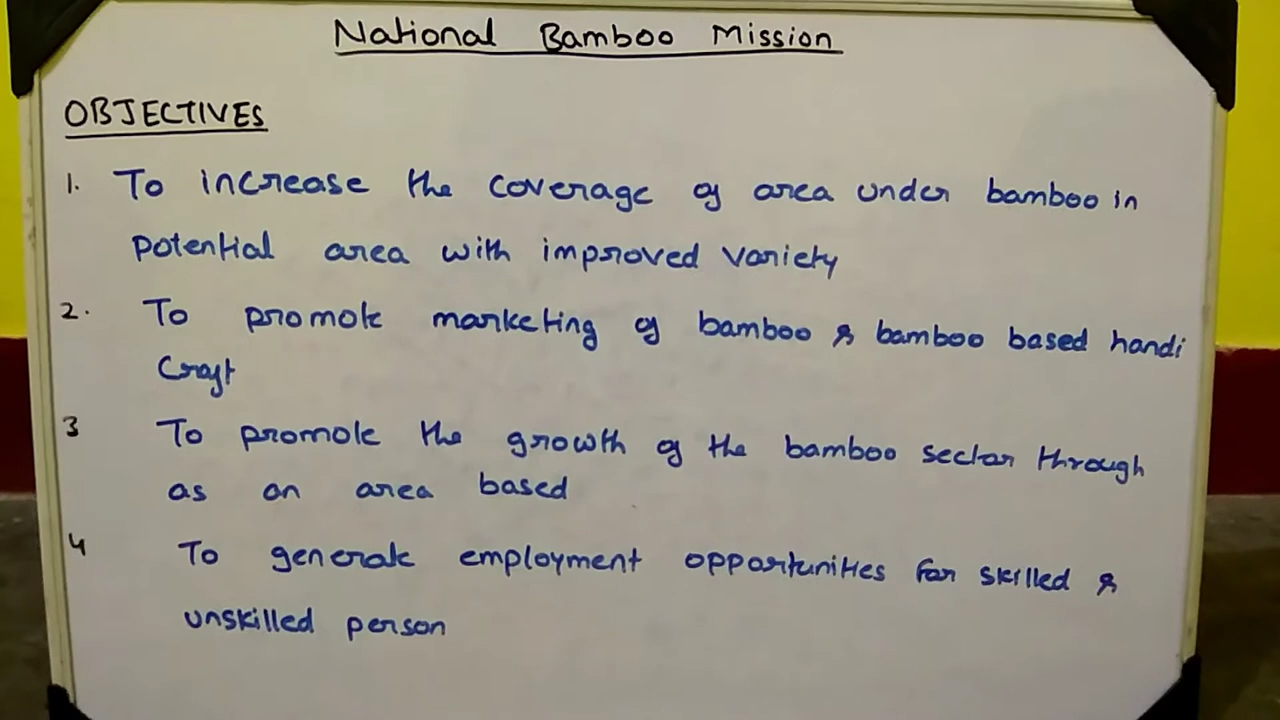 National Bamboo Mission
OBJECTIVES
1. To increase the coverage of area under bamboo in
potential area with improved variety
2. To promote marketing of bamboo & bamboo based handi
craft
3 To promote the growth of the bamboo sector through
as an area based
4 To generate employment opportunities for skilled &
unskilled person